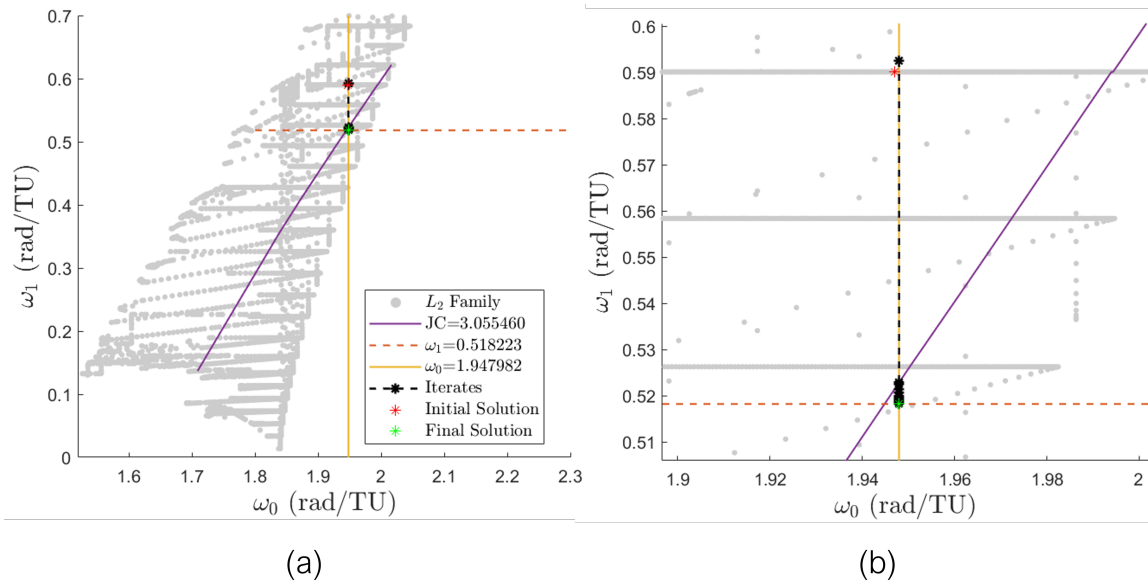 0.7
0.6
0.5
0.4
0.3
0.2
0.1
0
ω₁ (rad/TU)
1.6 1.7 1.8 1.9 2 2.1 2.2 2.3
ω₀ (rad/TU)
L₂ Family
JC=3.055460
ω₁=0.518223
ω₀=1.947982
Iterates
Initial Solution
Final Solution
(a)
0.6
0.59
0.58
0.57
0.56
0.55
0.54
0.53
0.52
0.51
ω₁ (rad/TU)
1.9 1.92 1.94 1.96 1.98 2
ω₀ (rad/TU)
(b)